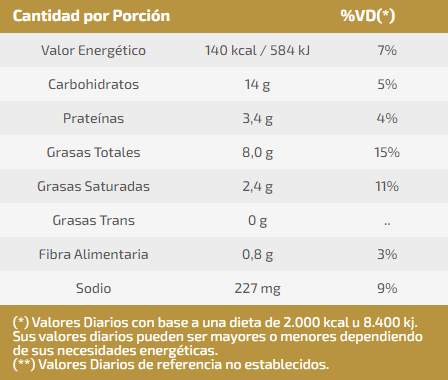 Cantidad por Porción %VD(*)
Valor Energético 140 kcal / 584 kJ 7%
Carbohidratos 14 g 5%
Proteínas 3,4 g 4%
Grasas Totales 8,0 g 15%
Grasas Saturadas 2,4 g 11%
Grasas Trans 0 g ..
Fibra Alimentaria 0,8 g 3%
Sodio 227 mg 9%
(*) Valores Diarios con base a una dieta de 2.000 kcal u 8.400 kj.
Sus valores diarios pueden ser mayores o menores dependiendo
de sus necesidades energéticas.
(**) Valores Diarios de referencia no establecidos.